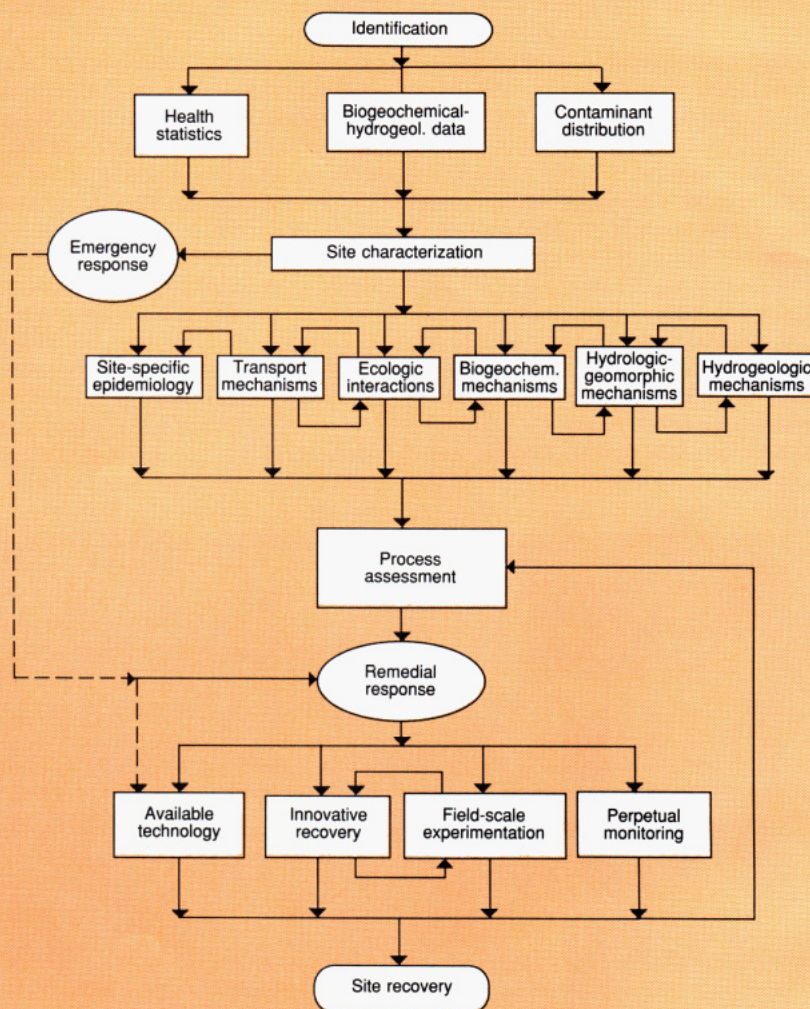 Identification
Health
statistics
Biogeochemical-
hydrogeol. data
Contaminant
distribution
Emergency
response
Site characterization
Site-specific
epidemiology
Transport
mechanisms
Ecologic
interactions
Biogeochem.
mechanisms
Hydrologic-
geomorphic
mechanisms
Hydrogeologic
mechanisms
Process
assessment
Remedial
response
Available
technology
Innovative
recovery
Field-scale
experimentation
Perpetual
monitoring
Site recovery